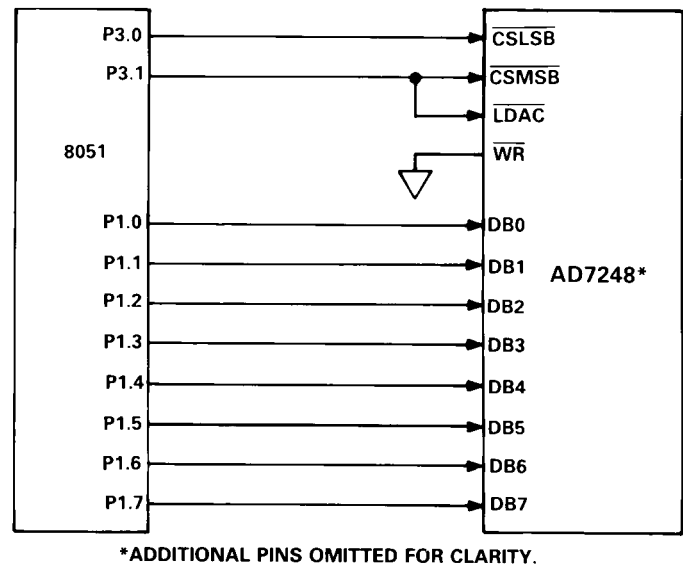 P3.0
CSLSB
P3.1
CSMSB
LDAC
8051
WR
P1.0
DB0
P1.1
DB1
AD7248*
P1.2
DB2
P1.3
DB3
P1.4
DB4
P1.5
DB5
P1.6
DB6
P1.7
DB7
*ADDITIONAL PINS OMITTED FOR CLARITY.